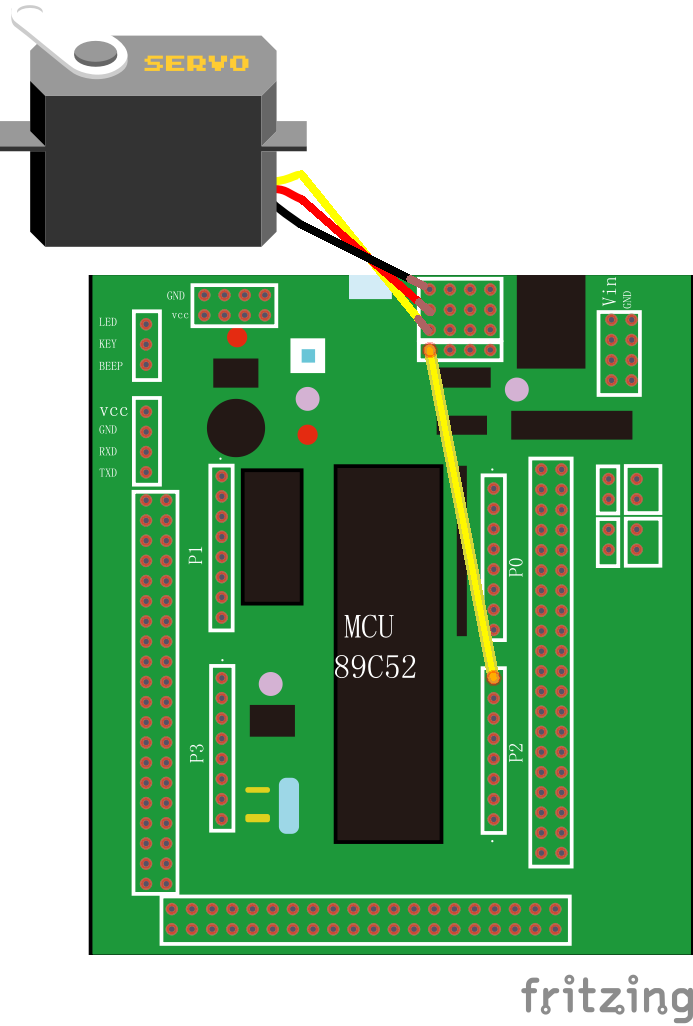 SERVO
GND
vcc
Vin
GND
LED
KEY
BEEP
VCC
GND
RXD
TXD
P1
P0
MCU
89C52
P3
P2
fritzing